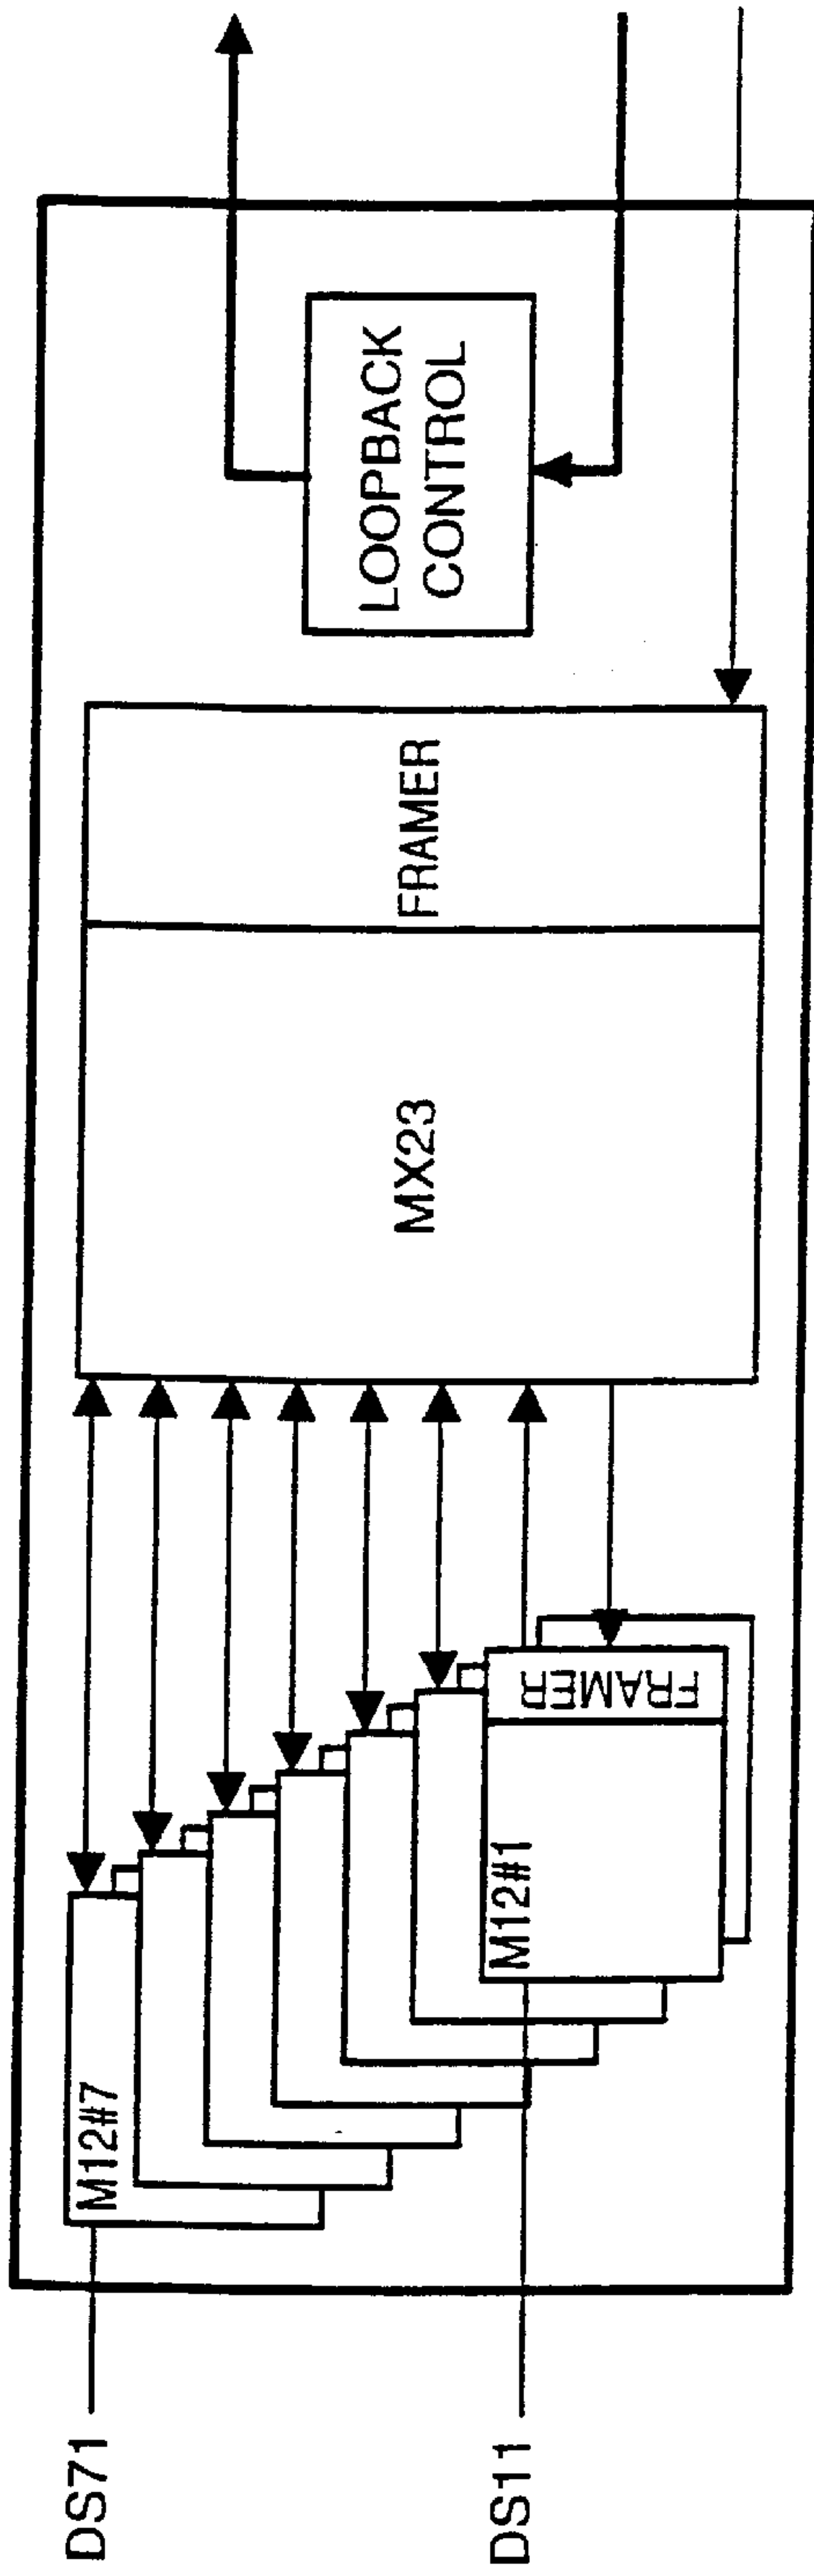 DS71
M12#7
DS11
M12#1
FRAMER
MX23
FRAMER
LOOPBACK
CONTROL